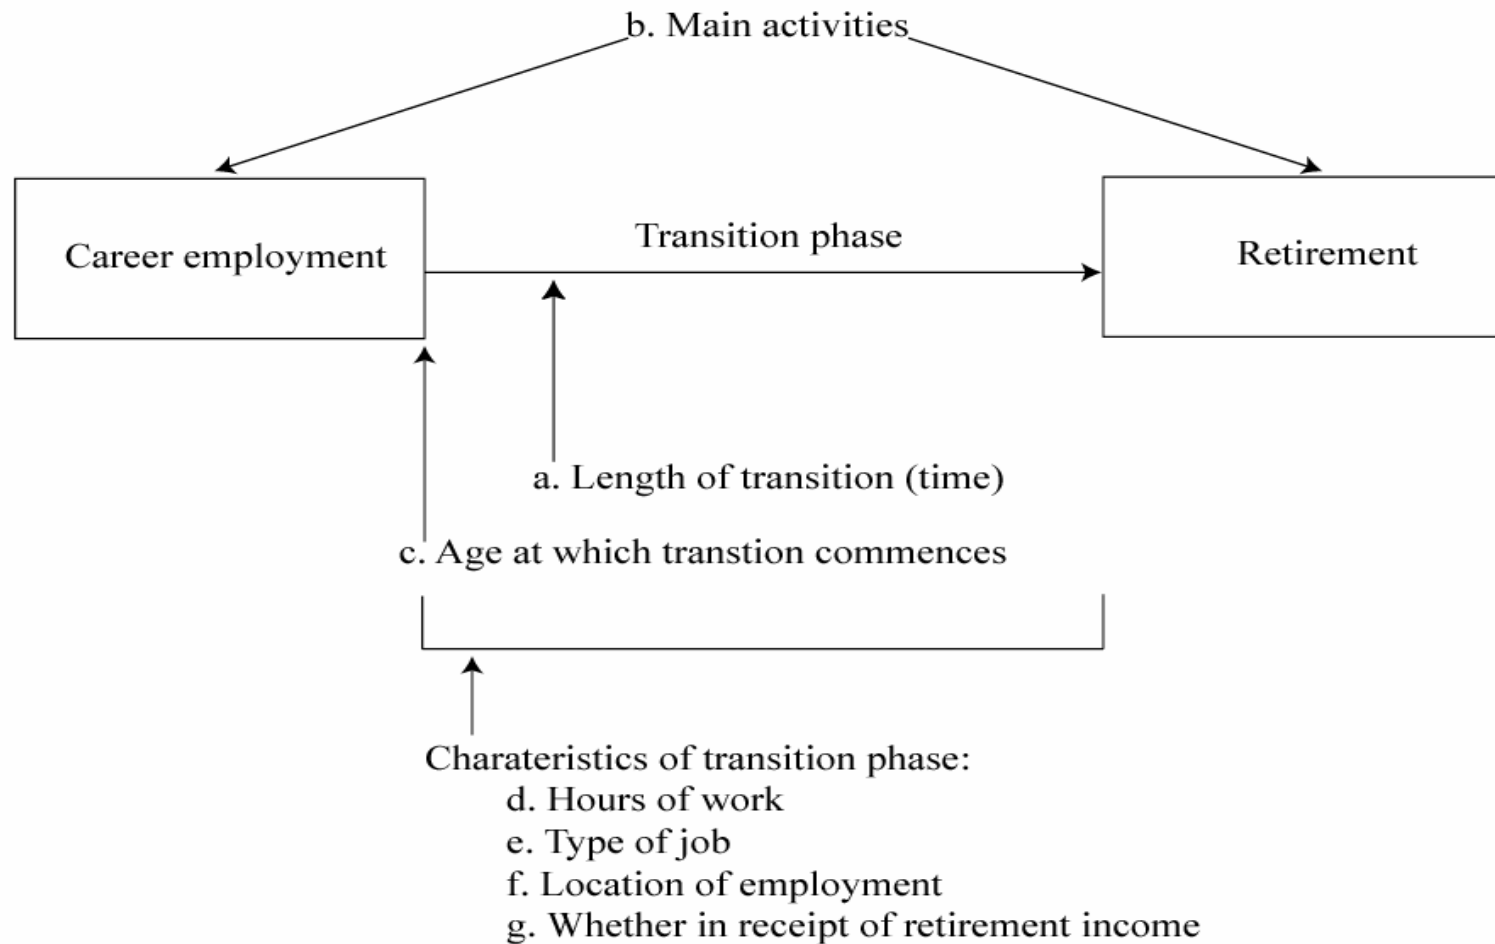 b. Main activities
Career employment
Transition phase
Retirement
a. Length of transition (time)
c. Age at which transtion commences
Charateristics of transition phase:
d. Hours of work
e. Type of job
f. Location of employment
g. Whether in receipt of retirement income